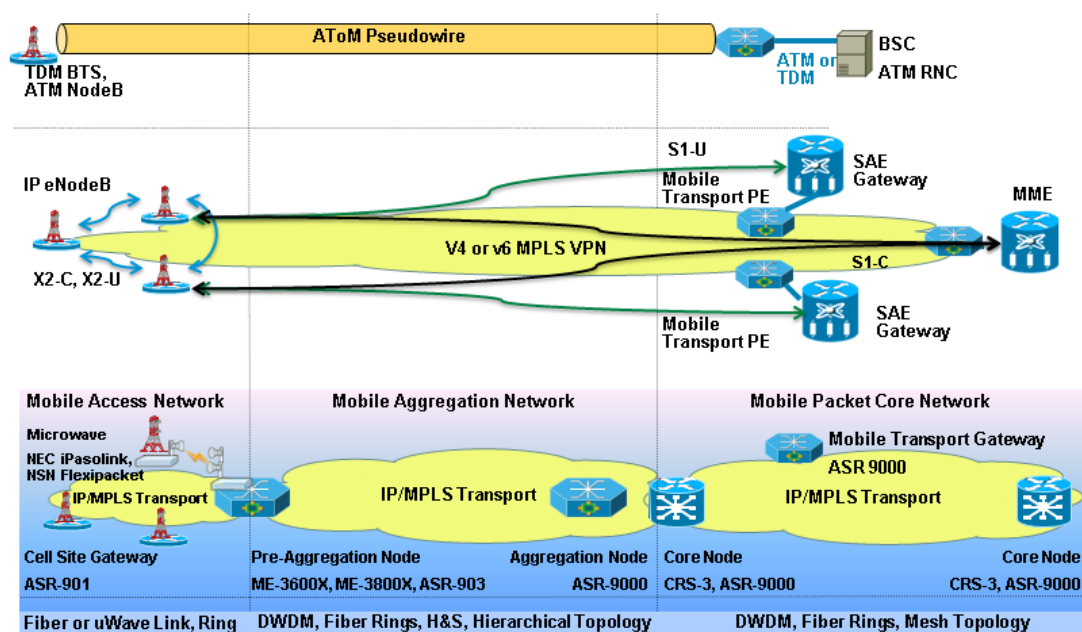 AToM Pseudowire
TDM BTS,
ATM NodeB
ATM or
TDM
BSC
ATM RNC
IP eNodeB
S1-U
Mobile
Transport PE
SAE
Gateway
MME
V4 or v6 MPLS VPN
S1-C
X2-C, X2-U
Mobile
Transport PE
SAE
Gateway
Mobile Access Network
Mobile Aggregation Network
Mobile Packet Core Network
Microwave
NEC iPasolink,
NSN Flexipacket
IP/MPLS Transport
IP/MPLS Transport
Mobile Transport Gateway
ASR 9000
IP/MPLS Transport
Cell Site Gateway
ASR-901
Pre-Aggregation Node
ME-3600X, ME-3800X, ASR-903
Aggregation Node
ASR-9000
Core Node
CRS-3, ASR-9000
Core Node
CRS-3, ASR-9000
Fiber or uWave Link, Ring
DWDM, Fiber Rings, H&S, Hierarchical Topology
DWDM, Fiber Rings, Mesh Topology